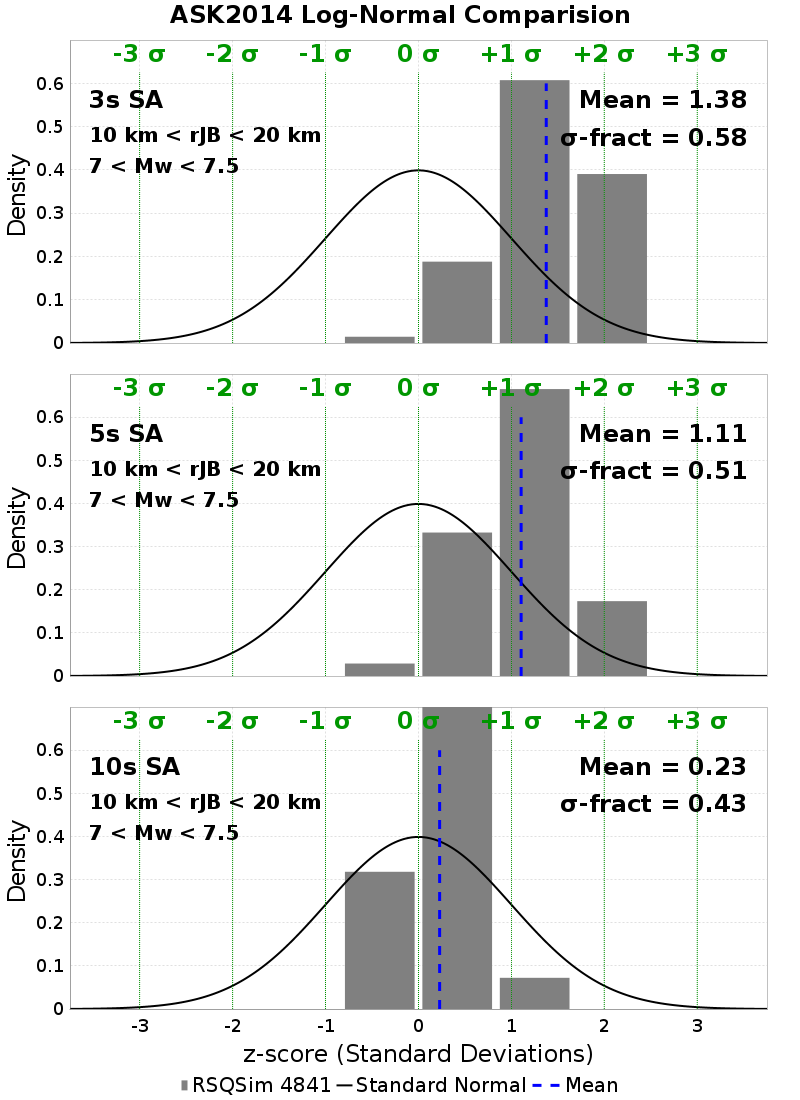 ASK2014 Log-Normal Comparision
-3 σ -2 σ -1 σ 0 σ +1 σ +2 σ +3 σ
3s SA
Mean = 1.38
10 km < rJB < 20 km
σ-fract = 0.58
7 < Mw < 7.5
Density
0.6
0.5
0.4
0.3
0.2
0.1
0
-3 σ -2 σ -1 σ 0 σ +1 σ +2 σ +3 σ
5s SA
Mean = 1.11
10 km < rJB < 20 km
σ-fract = 0.51
7 < Mw < 7.5
Density
0.6
0.5
0.4
0.3
0.2
0.1
0
-3 σ -2 σ -1 σ 0 σ +1 σ +2 σ +3 σ
10s SA
Mean = 0.23
10 km < rJB < 20 km
σ-fract = 0.43
7 < Mw < 7.5
Density
0.6
0.5
0.4
0.3
0.2
0.1
0
-3 -2 -1 0 1 2 3
z-score (Standard Deviations)
RSQSim 4841 Standard Normal Mean